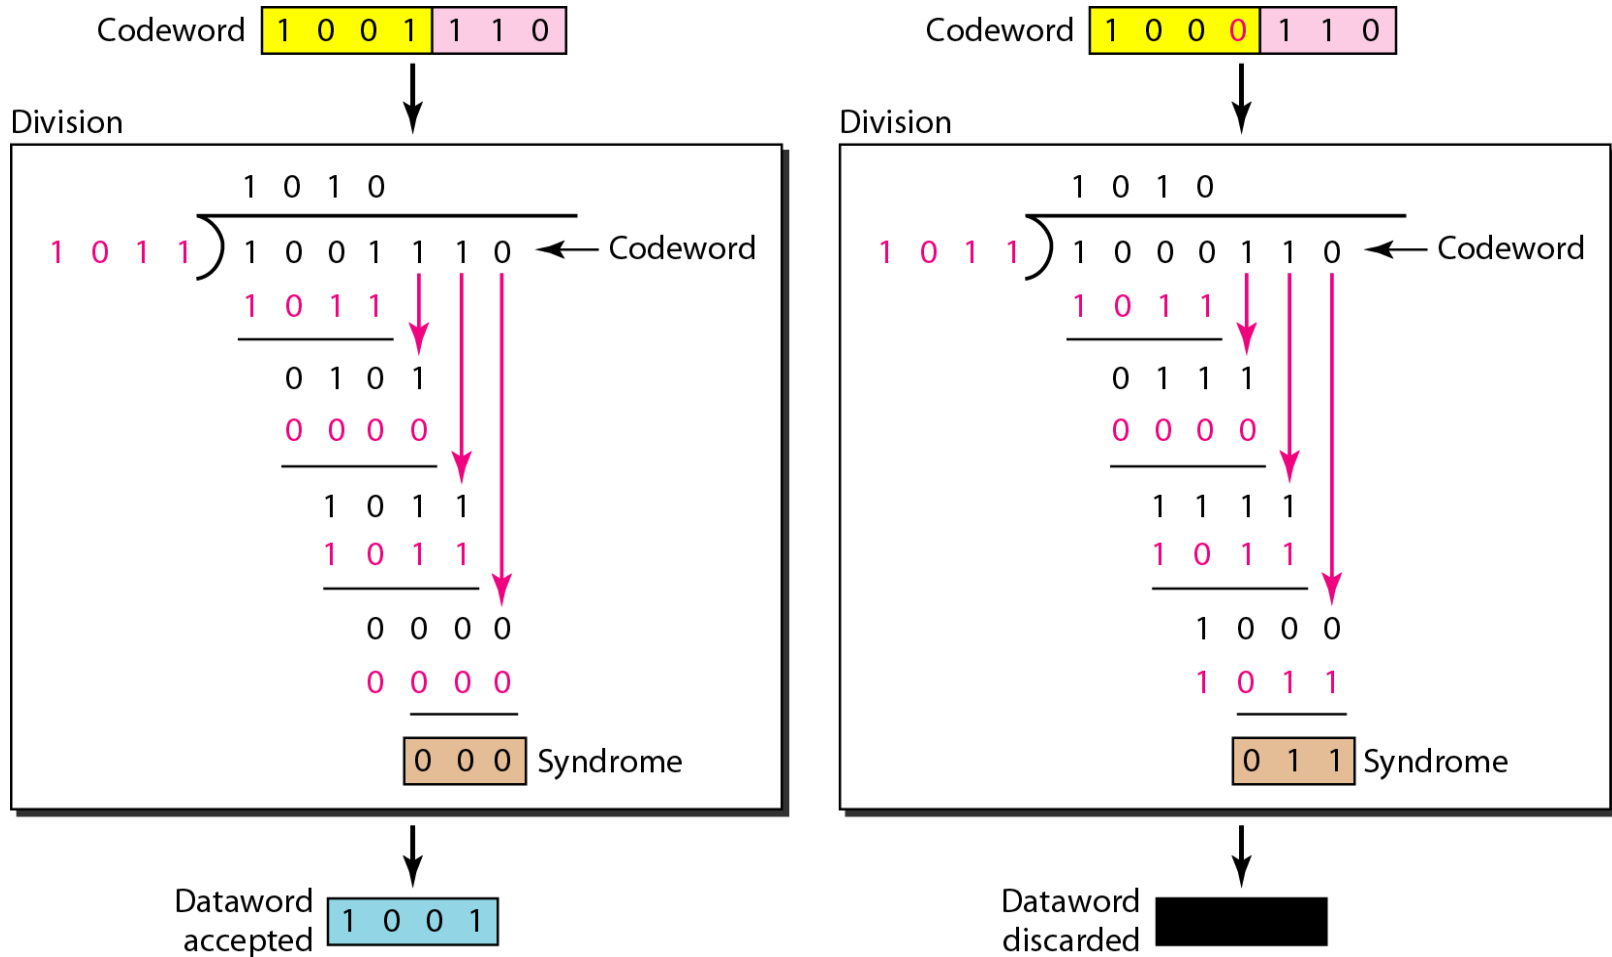 Codeword 1 0 0 1 1 1 0
Division
1 0 1 0
1 0 1 1 1 0 0 1 1 1 0 Codeword
1 0 1 1
0 1 0 1
0 0 0 0
1 0 1 1
1 0 1 1
0 0 0 0
0 0 0 0
0 0 0 Syndrome
Dataword
accepted
1 0 0 1
Codeword 1 0 0 0 1 1 0
Division
1 0 1 0
1 0 1 1 1 0 0 0 1 1 0 Codeword
1 0 1 1
0 1 1 1
0 0 0 0
1 1 1 1
1 0 1 1
1 0 0 0
1 0 1 1
0 1 1 Syndrome
Dataword
discarded